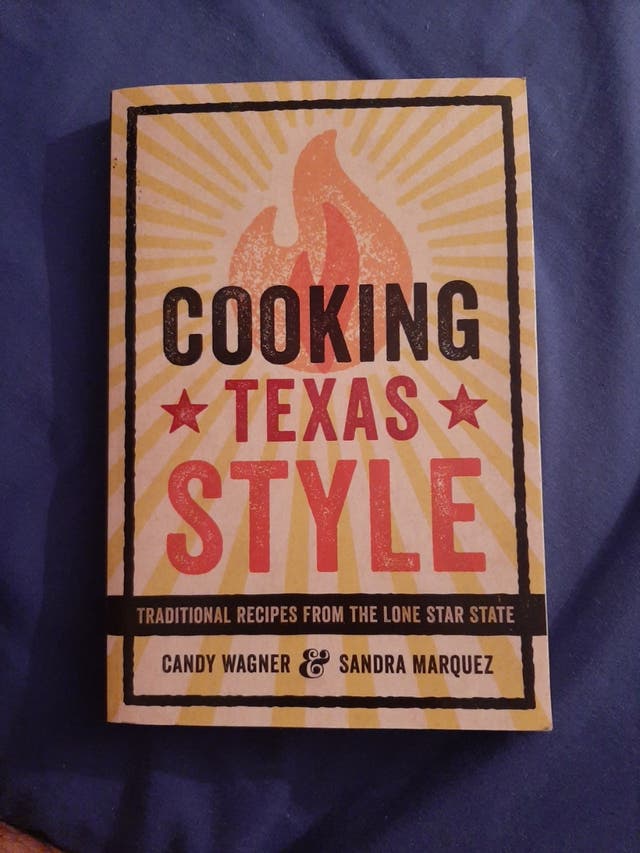 COOKING
TEXAS
STYLE
TRADITIONAL RECIPES FROM THE LONE STAR STATE
CANDY WAGNER & SANDRA MARQUEZ